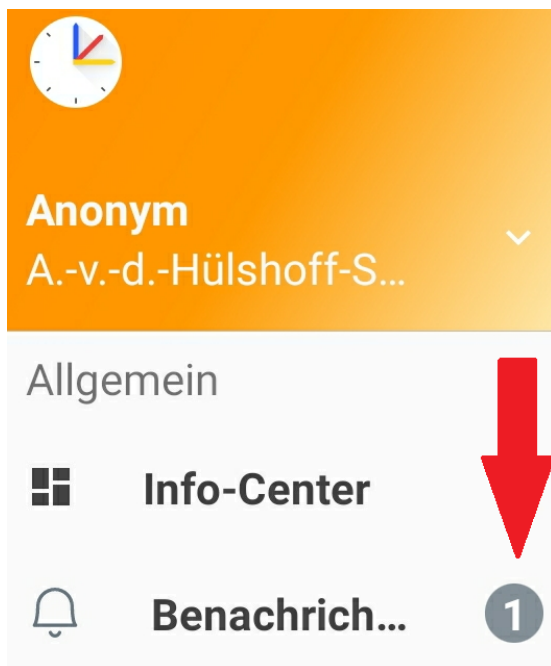 Anonym
A.-v.-d.-Hülshoff-S...
Allgemein
Info-Center
Benachrich... 1